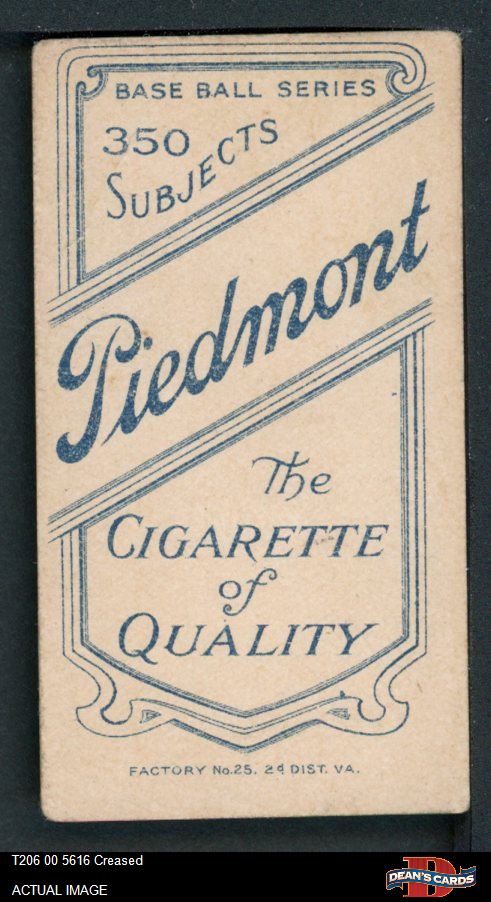 BASE BALL SERIES
350
SUBJECTS
Piedmont
The
CIGARETTE
of
QUALITY
FACTORY No.25. 2d DIST. VA.
T206 00 5616 Creased
ACTUAL IMAGE
D
DEAN'S CARDS